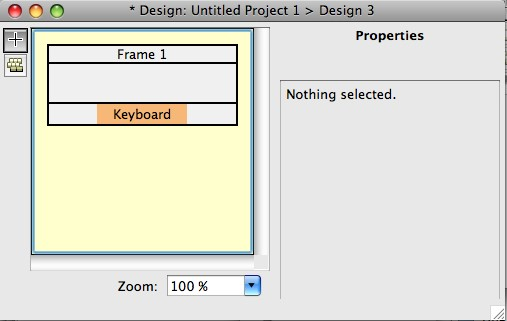 * Design: Untitled Project 1 > Design 3
Frame 1
Keyboard
Zoom: 100 %
Properties
Nothing selected.